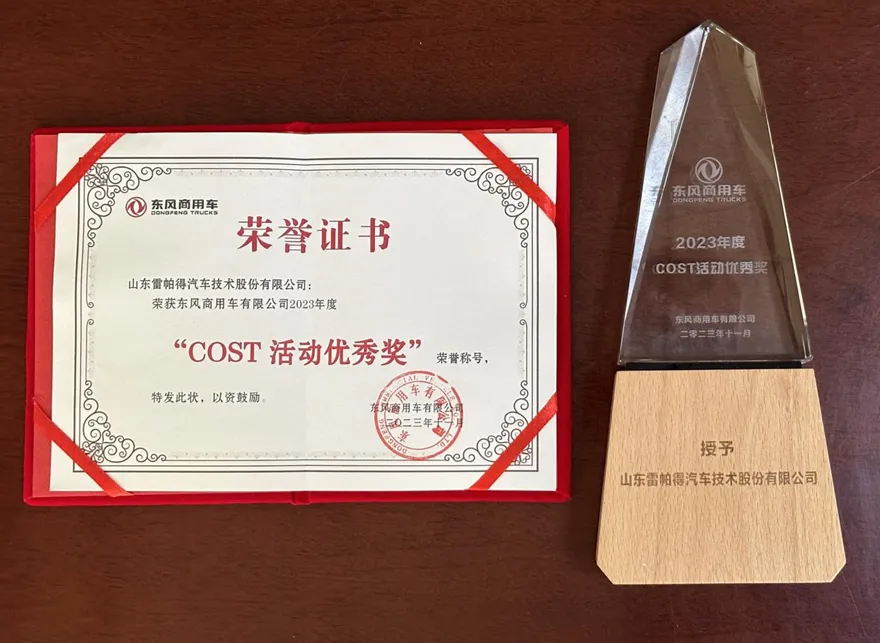 东风商用车
DONGFENG TRUCKS
荣誉证书
山东雷帕得汽车技术股份有限公司：
荣获东风商用车有限公司2023年度
“COST 活动优秀奖”荣誉称号，
特发此状，以资鼓励。
东风商用车有限公司
二〇二三年十一月
东风商用车
DONGFENG TRUCKS
2023年度
COST活动优秀奖
东风商用车有限公司
二零二三年十一月
授予
山东雷帕得汽车技术股份有限公司